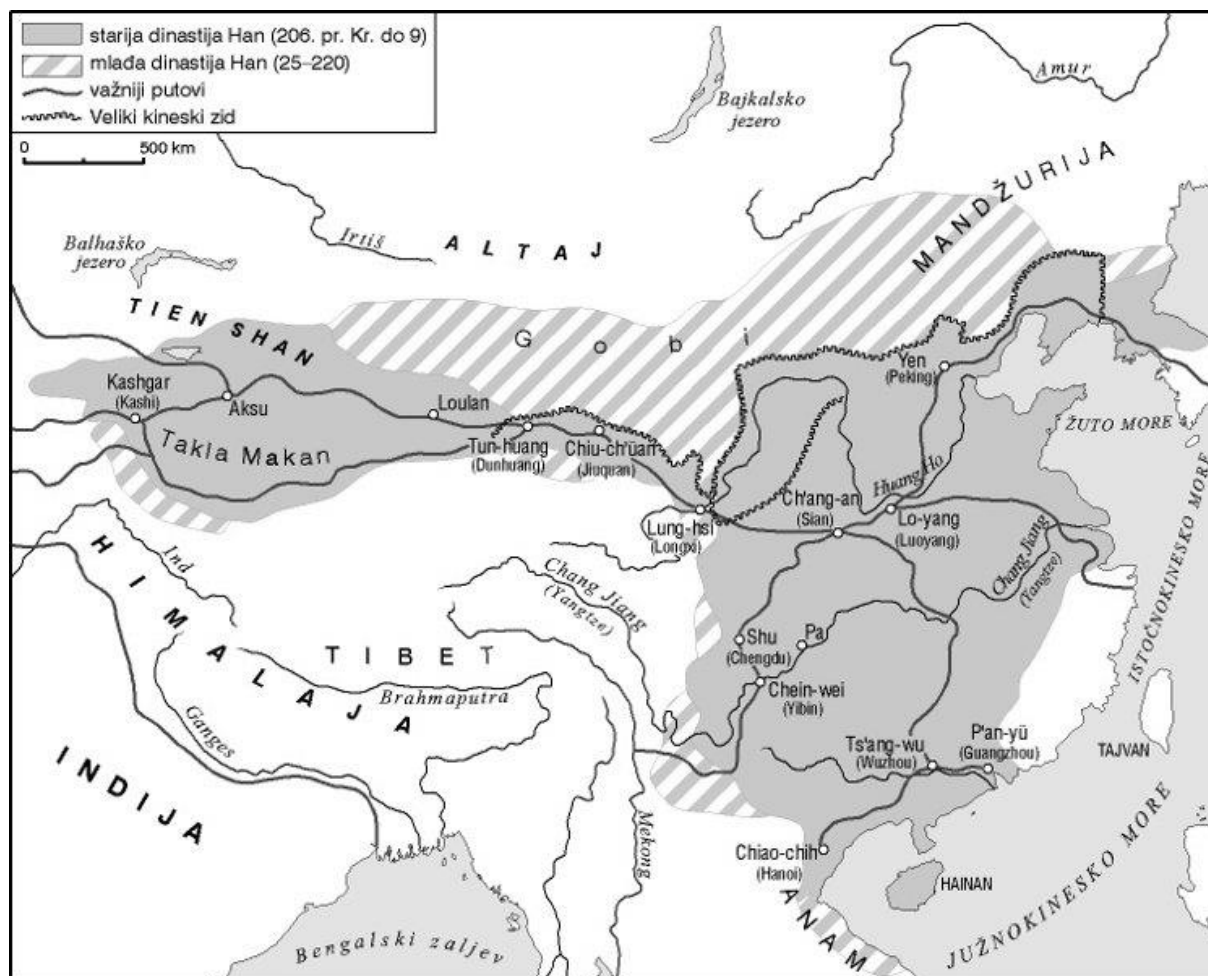 starija dinastija Han (206. pr. Kr. do 9)
mlađa dinastija Han (25–220)
važniji putovi
Veliki kineski zid
0 500 km
Amur
Bajkalsko
jezero
MANDŽURIJA
Irtiš
ALTAJ
Balhaško
jezero
TIEN SHAN
Gobi
Yen
(Peking)
Kashgar
(Kashi)
Aksu
Loulan
ŽUTO MORE
Takla Makan
Tun-huang
(Dunhuang)
Chiu-ch'üan
(Jiuquan)
Huang Ho
Ch'ang-an
(Sian)
Lung-hsi
(Longxi)
Lo-yang
(Luoyang)
Ind
HIMALAJA
Chang Jiang
(Yangtze)
Chang Jiang
(Yangtze)
ISTOČNOKINESKO MORE
Shu
(Chengdu)
Pa
TIBET
Chein-wei
(Yibin)
Brahmaputra
Ganges
INDIJA
Ts'ang-wu
(Wuzhou)
P'an-yü
(Guangzhou)
TAJVAN
Mekong
Chiao-chih
(Hanoi)
HAINAN
ANAM
JUŽNOKINESKO MORE
Bengalski zaljev